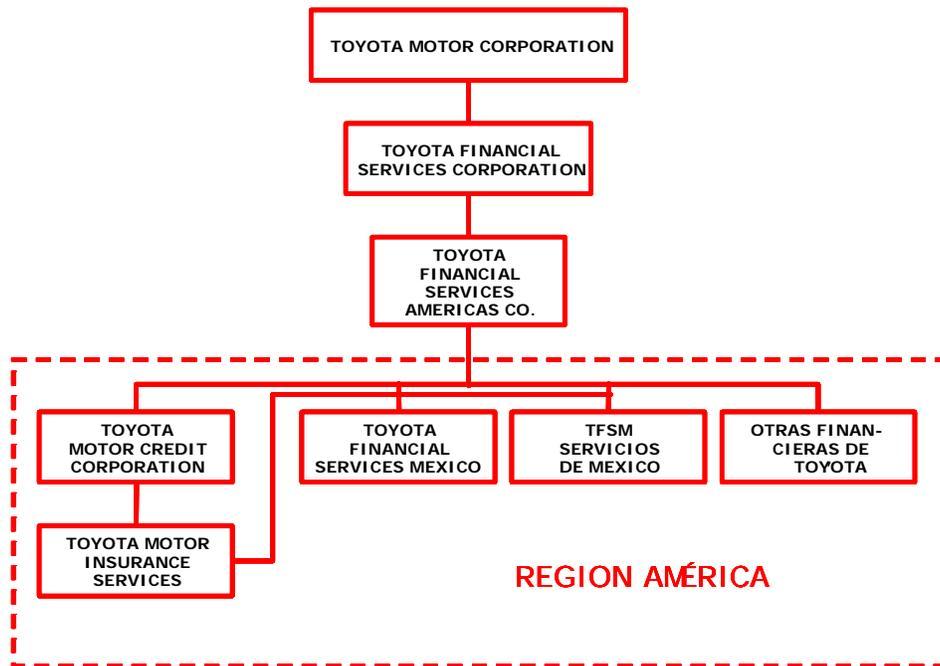 TOYOTA MOTOR CORPORATION
TOYOTA FINANCIAL
SERVICES CORPORATION
TOYOTA
FINANCIAL
SERVICES
AMERICAS CO.
TOYOTA
MOTOR CREDIT
CORPORATION
TOYOTA
FINANCIAL
SERVICES MEXICO
TFSM
SERVICIOS
DE MEXICO
OTRAS FINAN-
CIERAS DE
TOYOTA
TOYOTA MOTOR
INSURANCE
SERVICES
REGION AMÉRICA